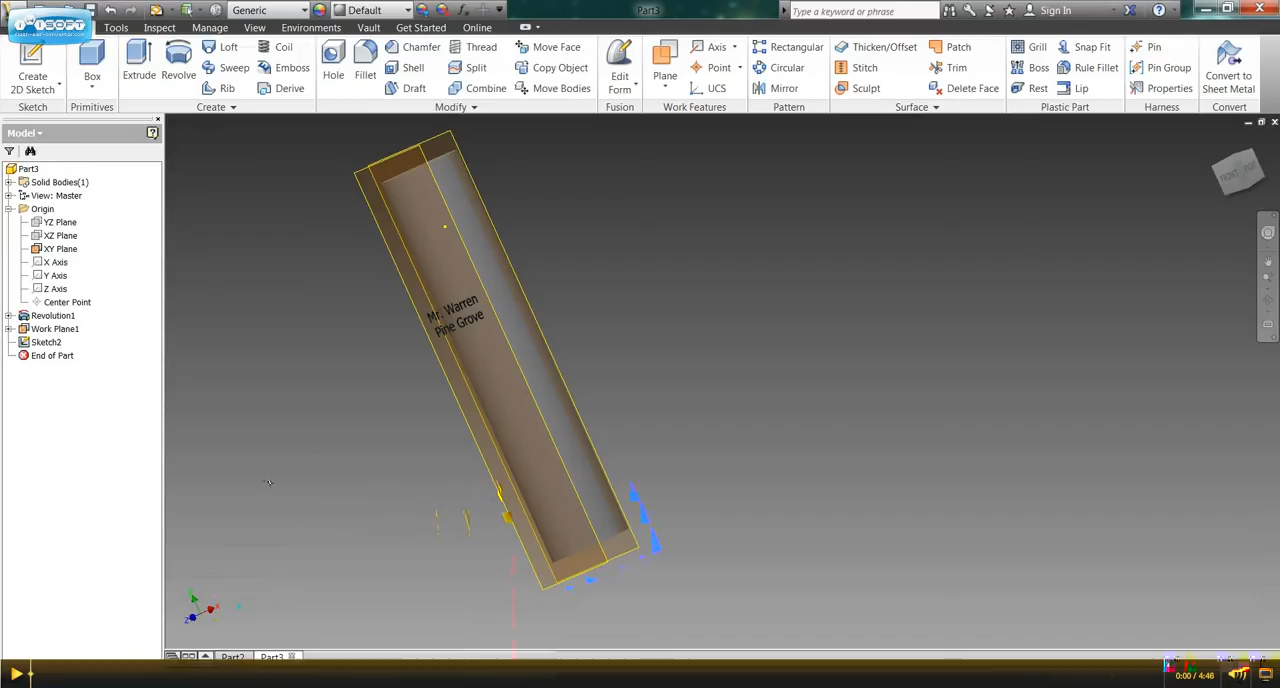 iWiSOFT
Generic
Default
Part3
Type a keyword or phrase
Sign In
Tools
Inspect
Manage
View
Environments
Vault
Get Started
Online
Create
2D Sketch
Box
Extrude
Revolve
Loft
Sweep
Rib
Coil
Emboss
Derive
Hole
Fillet
Chamfer
Shell
Draft
Thread
Split
Combine
Move Face
Copy Object
Move Bodies
Edit
Form
Plane
Axis
Point
UCS
Rectangular
Circular
Mirror
Thicken/Offset
Stitch
Sculpt
Patch
Trim
Delete Face
Grill
Boss
Rest
Snap Fit
Rule Fillet
Lip
Pin
Pin Group
Properties
Convert to
Sheet Metal
Sketch
Primitives
Create
Modify
Fusion
Work Features
Pattern
Surface
Plastic Part
Harness
Convert
Model
Part3
Solid Bodies(1)
View: Master
Origin
YZ Plane
XZ Plane
XY Plane
X Axis
Y Axis
Z Axis
Center Point
Revolution1
Work Plane1
Sketch2
End of Part
FRONT
Mr. Warren
Pine Grove
Part2
Part3
0:00 / 4:46